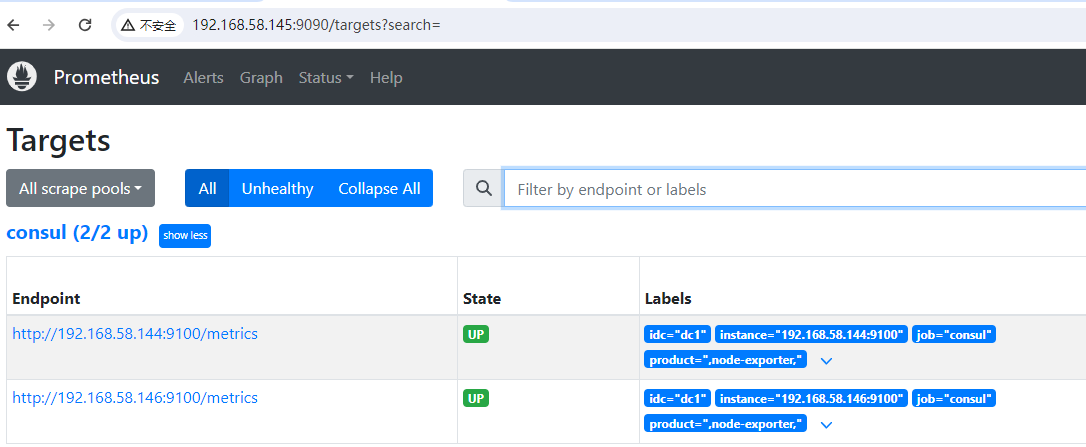 不安全 192.168.58.145:9090/targets?search=
Prometheus Alerts Graph Status Help
Targets
All scrape pools All Unhealthy Collapse All Filter by endpoint or labels
consul (2/2 up) show less
Endpoint State Labels
http://192.168.58.144:9100/metrics UP idc="dc1" instance="192.168.58.144:9100" job="consul"
product=",node-exporter,"
http://192.168.58.146:9100/metrics UP idc="dc1" instance="192.168.58.146:9100" job="consul"
product=",node-exporter,"